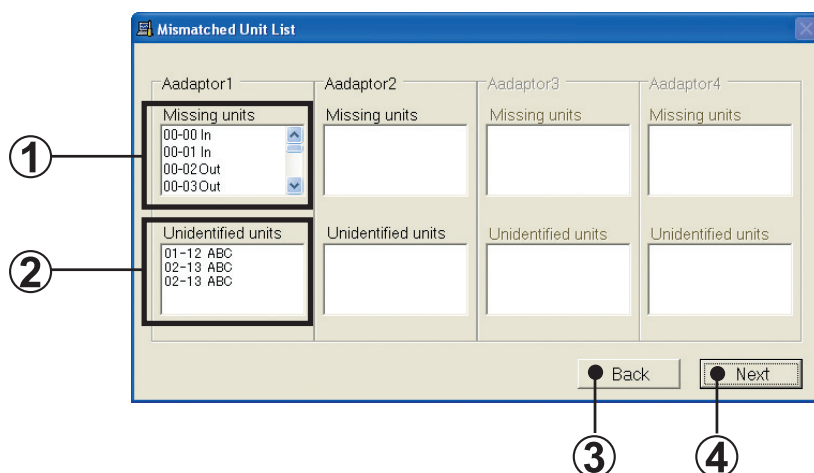 Mismatched Unit List
Aadaptor1
Aadaptor2
Aadaptor3
Aadaptor4
Missing units
Missing units
Missing units
Missing units
00-00 In
00-01 In
00-02 Out
00-03 Out
1
Unidentified units
Unidentified units
Unidentified units
Unidentified units
01-12 ABC
02-13 ABC
02-13 ABC
2
Back
Next
3
4